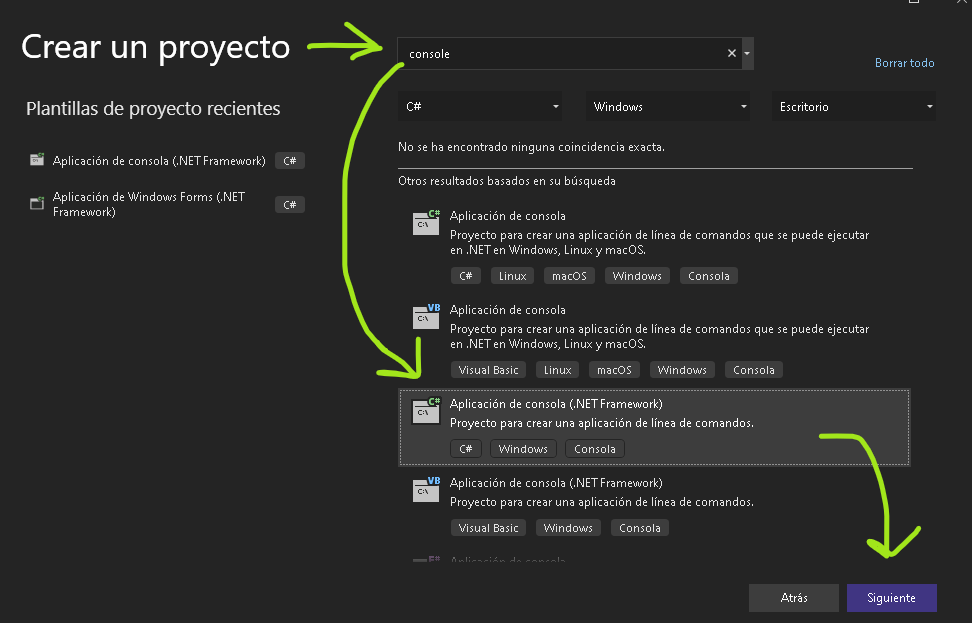 Crear un proyecto
console
Borrar todo
Plantillas de proyecto recientes
C#
Windows
Escritorio
Aplicación de consola (.NET Framework)
C#
Aplicación de Windows Forms (.NET
Framework)
C#
No se ha encontrado ninguna coincidencia exacta.
Otros resultados basados en su búsqueda
C#
C:\
Aplicación de consola
Proyecto para crear una aplicación de línea de comandos que se puede ejecutar
en .NET en Windows, Linux y macOS.
C#
Linux
macOS
Windows
Consola
VB
C:\
Aplicación de consola
Proyecto para crear una aplicación de línea de comandos que se puede ejecutar
en .NET en Windows, Linux y macOS.
Visual Basic
Linux
macOS
Windows
Consola
C#
C:\
Aplicación de consola (.NET Framework)
Proyecto para crear una aplicación de línea de comandos.
C#
Windows
Consola
VB
C:\
Aplicación de consola (.NET Framework)
Proyecto para crear una aplicación de línea de comandos.
Visual Basic
Windows
Consola
F#
Aplicación de consola
Atrás
Siguiente